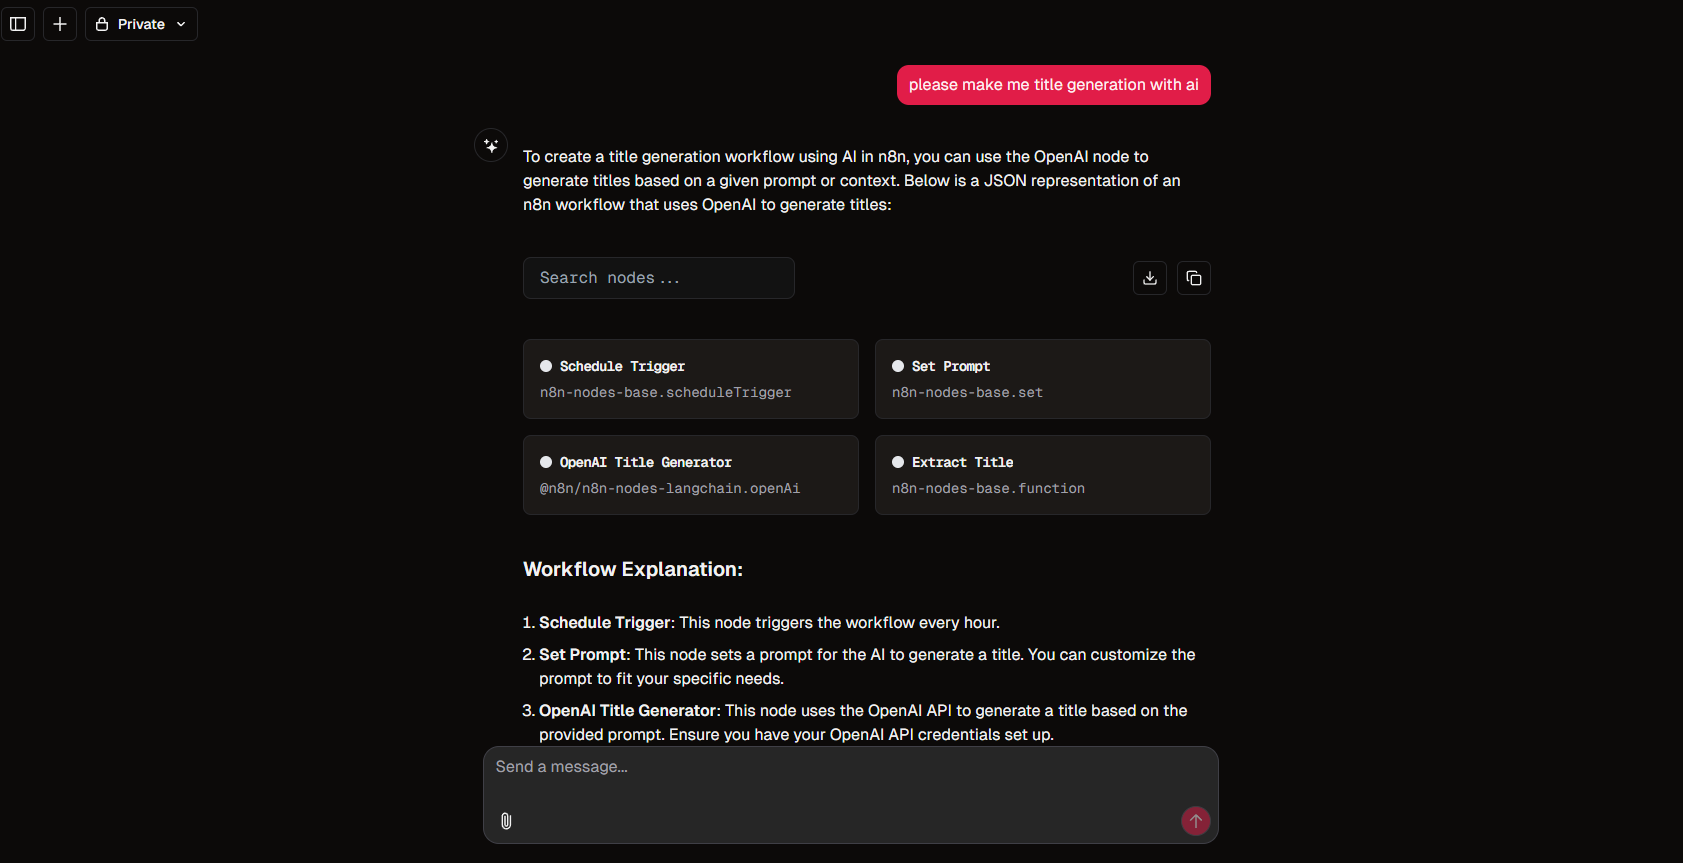 Private
please make me title generation with ai
To create a title generation workflow using AI in n8n, you can use the OpenAI node to
generate titles based on a given prompt or context. Below is a JSON representation of an
n8n workflow that uses OpenAI to generate titles:
Search nodes...
Schedule Trigger
n8n-nodes-base.scheduleTrigger
Set Prompt
n8n-nodes-base.set
OpenAI Title Generator
@n8n/n8n-nodes-langchain.openAi
Extract Title
n8n-nodes-base.function
Workflow Explanation:
1. Schedule Trigger: This node triggers the workflow every hour.
2. Set Prompt: This node sets a prompt for the AI to generate a title. You can customize the
prompt to fit your specific needs.
3. OpenAI Title Generator: This node uses the OpenAI API to generate a title based on the
provided prompt. Ensure you have your OpenAI API credentials set up.
Send a message...